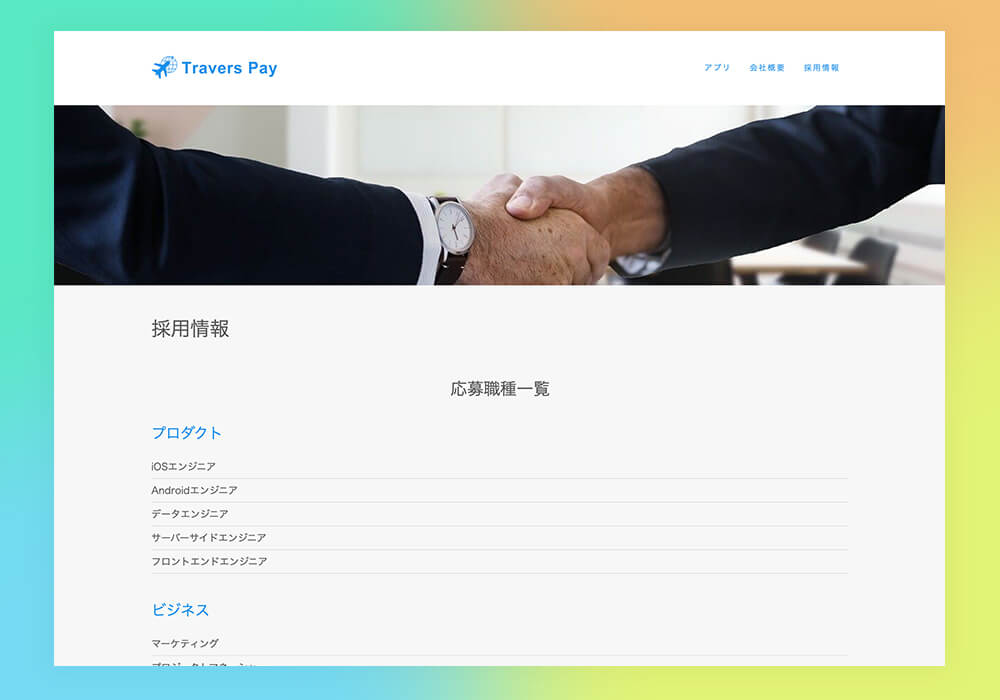 Travers Pay
アプリ 会社概要 採用情報
採用情報
応募職種一覧
プロダクト
iOSエンジニア
Androidエンジニア
データエンジニア
サーバーサイドエンジニア
フロントエンドエンジニア
ビジネス
マーケティング